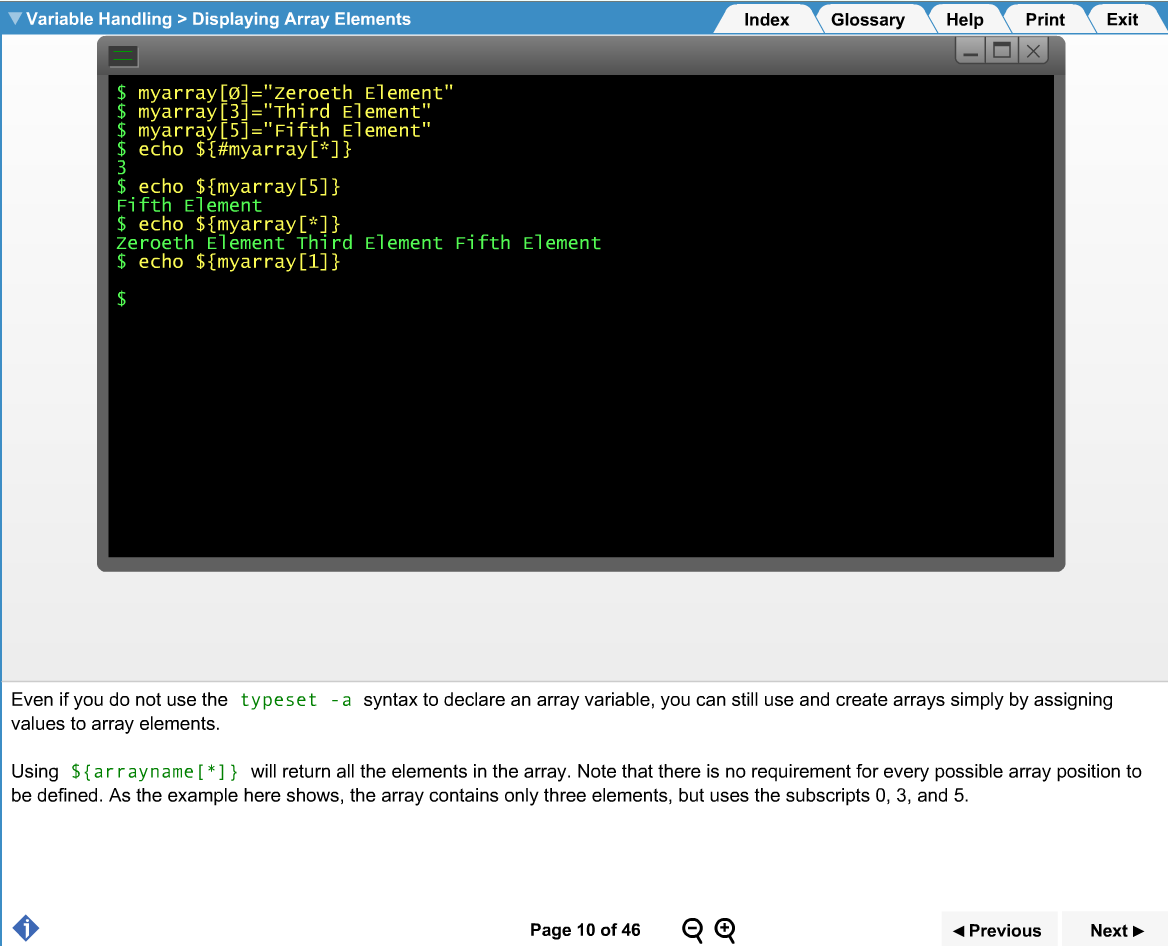 Variable Handling > Displaying Array Elements
Index Glossary Help Print Exit
$ myarray[0]="Zeroeth Element"
$ myarray[3]="Third Element"
$ myarray[5]="Fifth Element"
$ echo ${#myarray[*]}
3
$ echo ${myarray[5]}
Fifth Element
$ echo ${myarray[*]}
Zeroeth Element Third Element Fifth Element
$ echo ${myarray[1]}
$
Even if you do not use the typeset -a syntax to declare an array variable, you can still use and create arrays simply by assigning
values to array elements.
Using ${arrayname[*]} will return all the elements in the array. Note that there is no requirement for every possible array position to
be defined. As the example here shows, the array contains only three elements, but uses the subscripts 0, 3, and 5.
Page 10 of 46
◄ Previous
Next ►